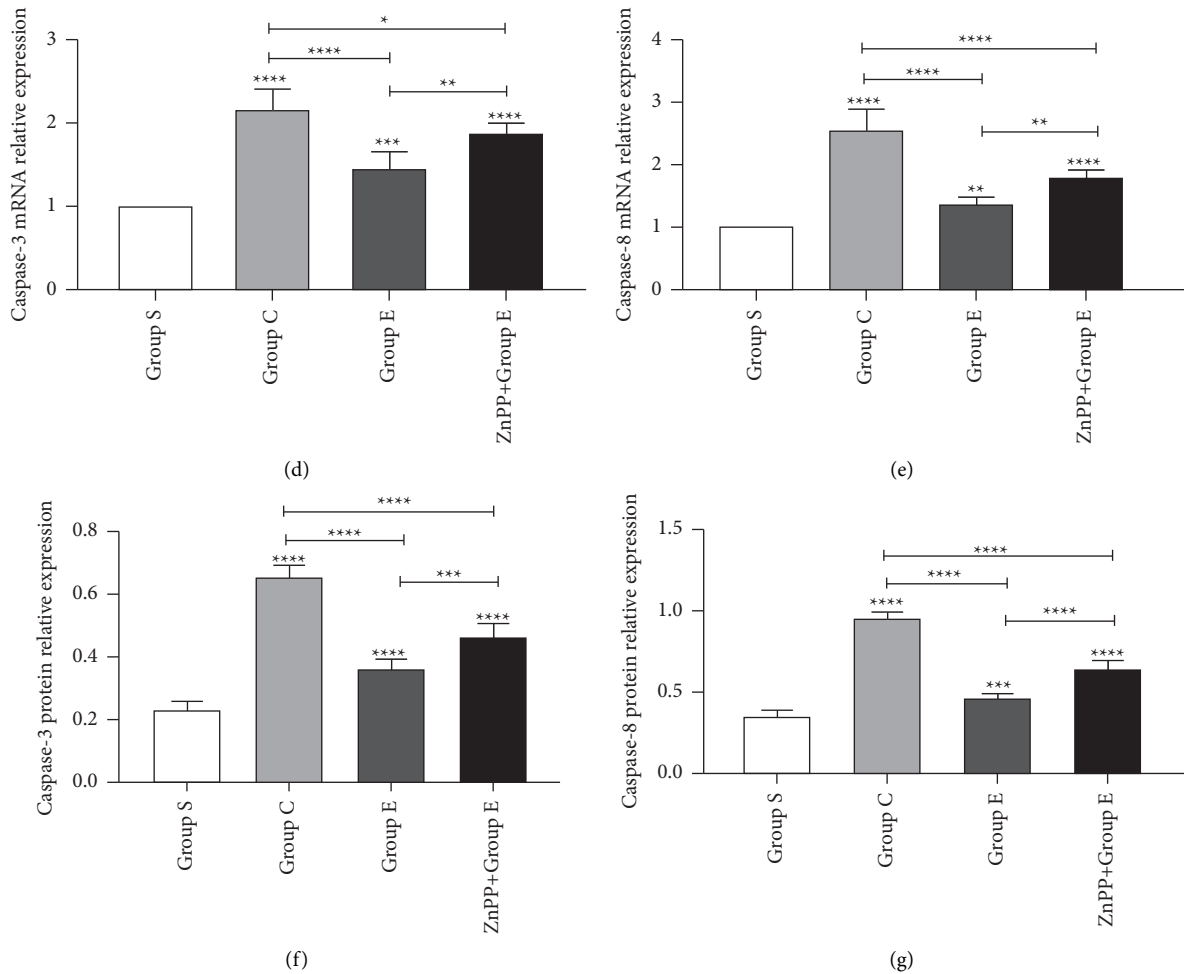 Caspase-3 mRNA relative expression
3
2
1
0
*
****
**
****
***
****
Group S
Group C
Group E
ZnPP+Group E
(d)
Caspase-8 mRNA relative expression
4
3
2
1
0
****
****
**
****
**
****
Group S
Group C
Group E
ZnPP+Group E
(e)
Caspase-3 protein relative expression
0.8
0.6
0.4
0.2
0.0
****
****
***
****
****
****
Group S
Group C
Group E
ZnPP+Group E
(f)
Caspase-8 protein relative expression
1.5
1.0
0.5
0.0
****
****
****
****
***
****
Group S
Group C
Group E
ZnPP+Group E
(g)